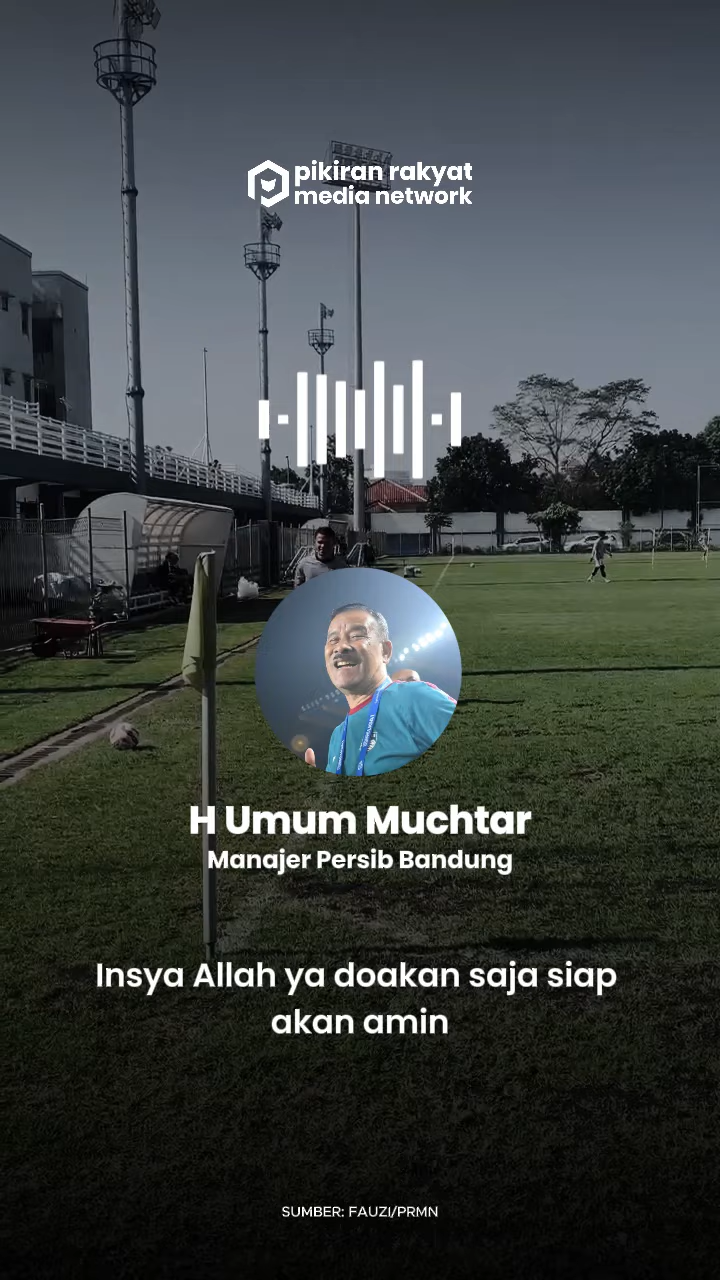 pikiran rakyat
media network
H Umum Muchtar
Manajer Persib Bandung
Insya Allah ya doakan saja siap
akan amin
SUMBER: FAUZI/PRMN